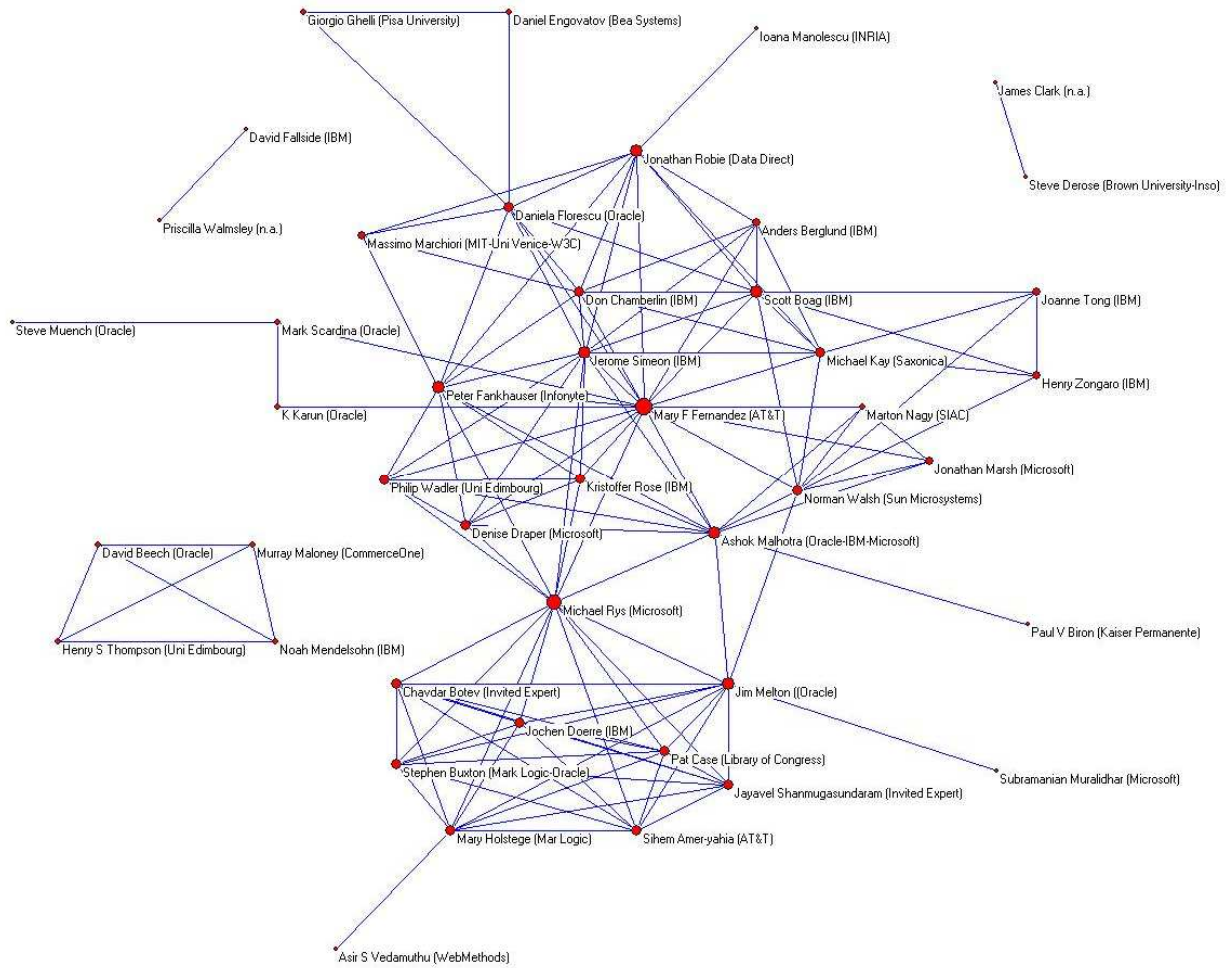 Giorgio Ghelli (Pisa University)
Daniel Engovatov (Bea Systems)
Ioana Manolescu (INRIA)
James Clark (n.a.)
David Fallside (IBM)
Jonathan Robie (Data Direct)
Steve Derose (Brown University-Inso)
Priscilla Walmsley (n.a.)
Daniela Florescu (Oracle)
Anders Berglund (IBM)
Massimo Marchiori (MIT-Uni Venice-W3C)
Don Chamberlin (IBM)
Scott Boag (IBM)
Joanne Tong (IBM)
Steve Muench (Oracle)
Mark Scardina (Oracle)
Jerome Simeon (IBM)
Michael Kay (Saxonica)
Henry Zongaro (IBM)
Peter Fankhauser (Infonyte)
K Karun (Oracle)
Mary F Fernandez (AT&T)
Marton Nagy (SIAC)
Jonathan Marsh (Microsoft)
Philip Wadler (Uni Edimbourg)
Kristoffer Rose (IBM)
Norman Walsh (Sun Microsystems)
Denise Draper (Microsoft)
Ashok Malhotra (Oracle-IBM-Microsoft)
David Beech (Oracle)
Murray Maloney (CommerceOne)
Michael Rys (Microsoft)
Paul V Biron (Kaiser Permanente)
Henry S Thompson (Uni Edimbourg)
Noah Mendelsohn (IBM)
Chavdar Botev (Invited Expert)
Jim Melton ((Oracle)
Jochen Doerre (IBM)
Pat Case (Library of Congress)
Stephen Buxton (Mark Logic-Oracle)
Subramanian Muralidhar (Microsoft)
Jayavel Shanmugasundaram (Invited Expert)
Mary Holstege (Mar Logic)
Sihem Amer-yahia (AT&T)
Asir S Vedamuthu (WebMethods)